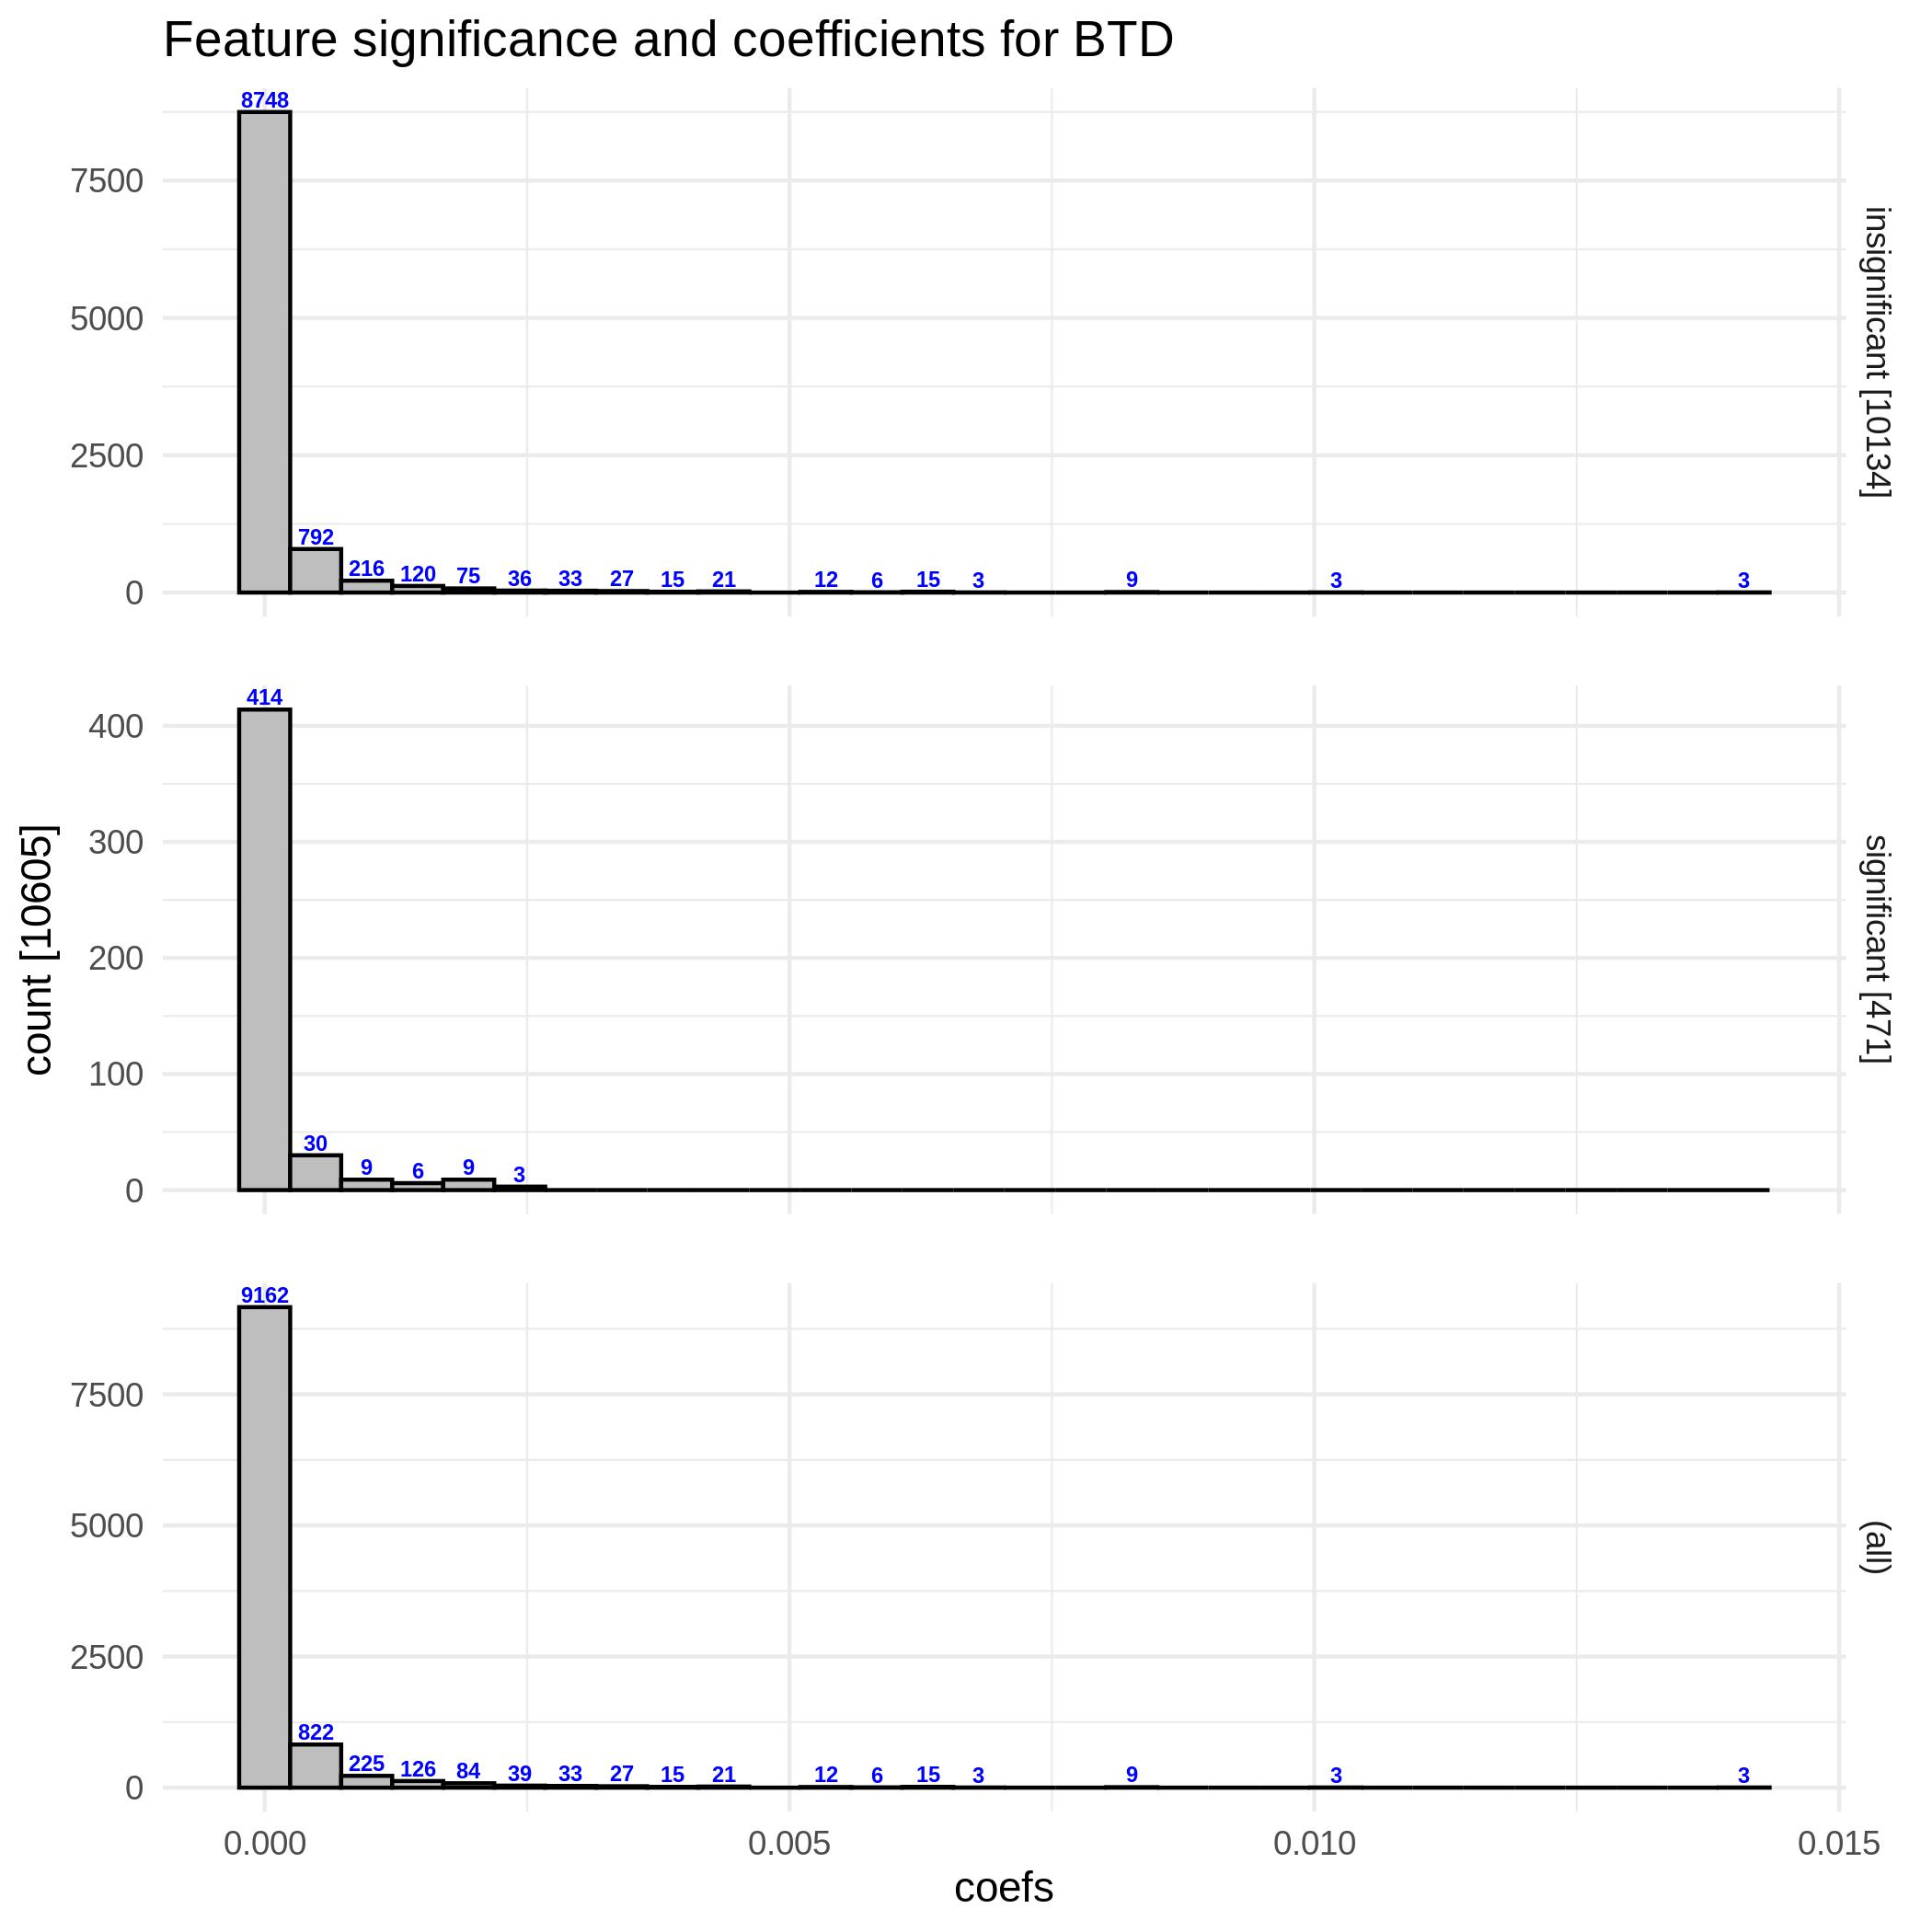 Feature significance and coefficients for BTD
8748
7500
5000
2500
792
216 120 75 36 33 27 15 21 12 6 15 3 9 3 3
0
insignificant [10134]
414
400
300
200
100
30
9 6 9 3
0
significant [471]
count [10605]
9162
7500
5000
2500
822
225 126 84 39 33 27 15 21 12 6 15 3 9 3 3
0
(all)
0.000 0.005 0.010 0.015
coefs